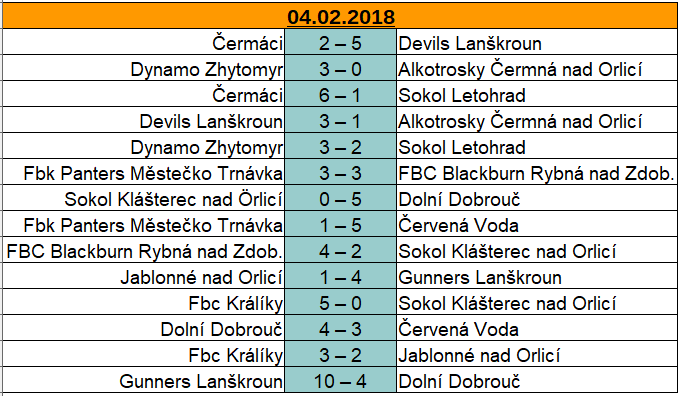 04.02.2018
Čermáci 2 – 5 Devils Lanškroun
Dynamo Zhytomyr 3 – 0 Alkotrosky Čermná nad Orlicí
Čermáci 6 – 1 Sokol Letohrad
Devils Lanškroun 3 – 1 Alkotrosky Čermná nad Orlicí
Dynamo Zhytomyr 3 – 2 Sokol Letohrad
Fbk Panters Městečko Trnávka 3 – 3 FBC Blackburn Rybná nad Zdob.
Sokol Klášterec nad Örlicí 0 – 5 Dolní Dobrouč
Fbk Panters Městečko Trnávka 1 – 5 Červená Voda
FBC Blackburn Rybná nad Zdob. 4 – 2 Sokol Klášterec nad Orlicí
Jablonné nad Orlicí 1 – 4 Gunners Lanškroun
Fbc Králíky 5 – 0 Sokol Klášterec nad Orlicí
Dolní Dobrouč 4 – 3 Červená Voda
Fbc Králíky 3 – 2 Jablonné nad Orlicí
Gunners Lanškroun 10 – 4 Dolní Dobrouč